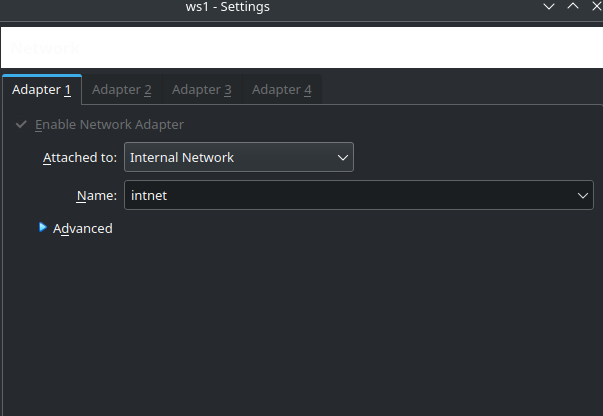 ws1 - Settings
Adapter 1 Adapter 2 Adapter 3 Adapter 4
Enable Network Adapter
Attached to: Internal Network
Name: intnet
Advanced